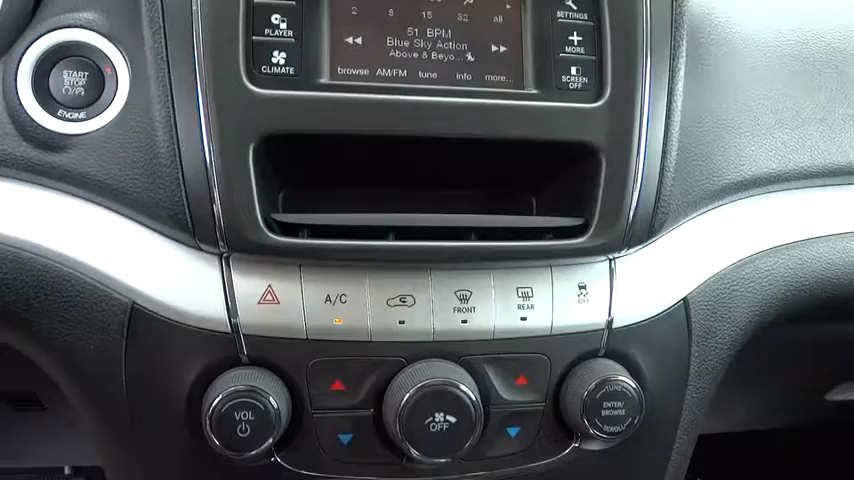 SETTINGS
PLAYER
2 8 15 32 all
51 BPM
MORE
Blue Sky Action
CLIMATE
Above & Beyo...
SCREEN
OFF
browse AM/FM tune info more...
START
STOP
ENGINE
A/C
FRONT
REAR
OFF
VOL
OFF
TUNE
ENTER/
BROWSE
SCROLL